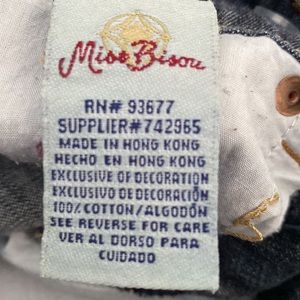 Miss Bisou
RN# 93677
SUPPLIER#742965
MADE IN HONG KONG
HECHO EN HONG KONG
EXCLUSIVE OF DECORATION
EXCLUSIVO DE DECORACIÓN
100% COTTON/ALGODÓN
SEE REVERSE FOR CARE
VER AL DORSO PARA
CUIDADO